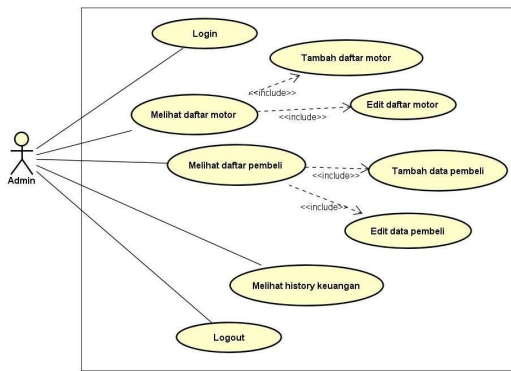 Login
Tambah daftar motor
<<include>>
Melihat daftar motor
Edit daftar motor
<<include>>
Admin
Melihat daftar pembeli
Tambah data pembeli
<<include>>
<<include>>
Edit data pembeli
Melihat history keuangan
Logout